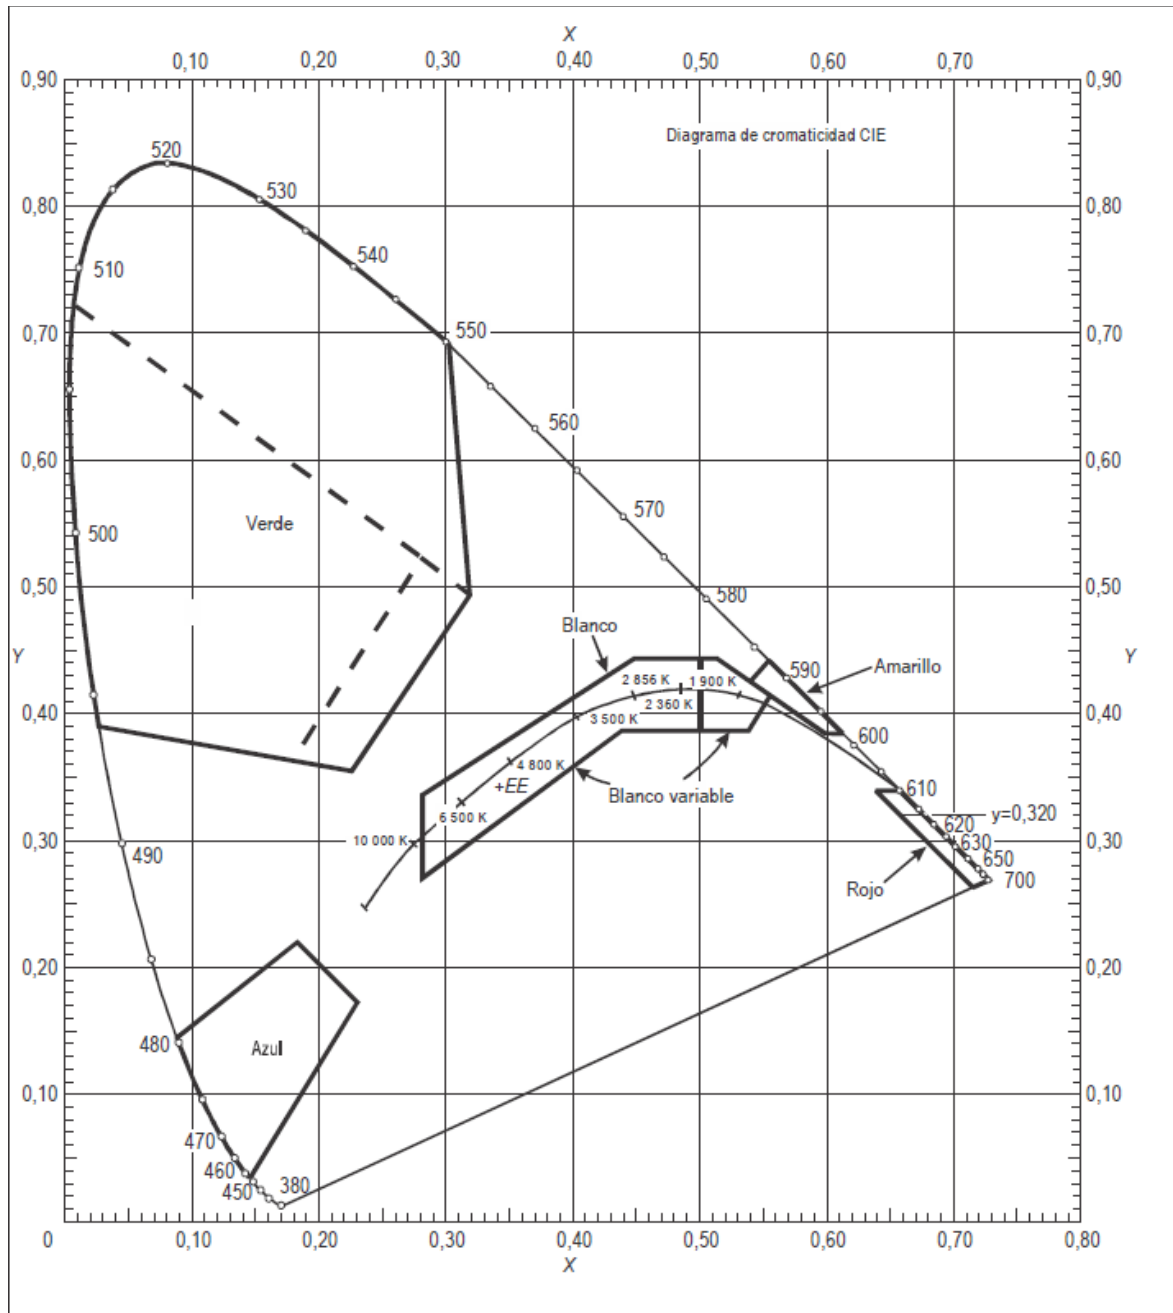 X
0,10 0,20 0,30 0,40 0,50 0,60 0,70
0,90 0,90
Diagrama de cromaticidad CIE
520
530
0,80 0,80
540
510
550
0,70 0,70
560
0,60 0,60
570
Verde
500
0,50 0,50
580
Blanco
Y Y
590
Amarillo
2 856 K 1 900 K
2 360 K
0,40 0,40
3 500 K
600
4 800 K
+EE
Blanco variable
610
6 500 K
y=0,320
620
10 000 K
0,30 630 0,30
490
650
Rojo
700
0,20 0,20
480
Azul
0,10 0,10
470
460
450
380
0 0,10 0,20 0,30 0,40 0,50 0,60 0,70 0,80
X